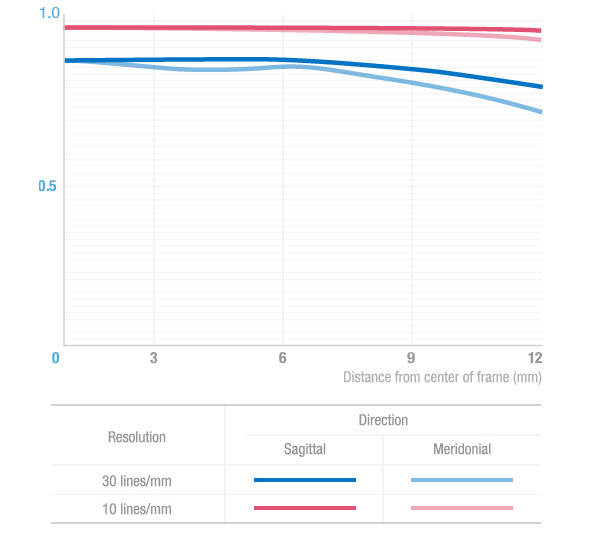 1.0
0.5
0 3 6 9 12
Distance from center of frame (mm)
Resolution
Direction
Sagittal Meridonial
30 lines/mm
10 lines/mm